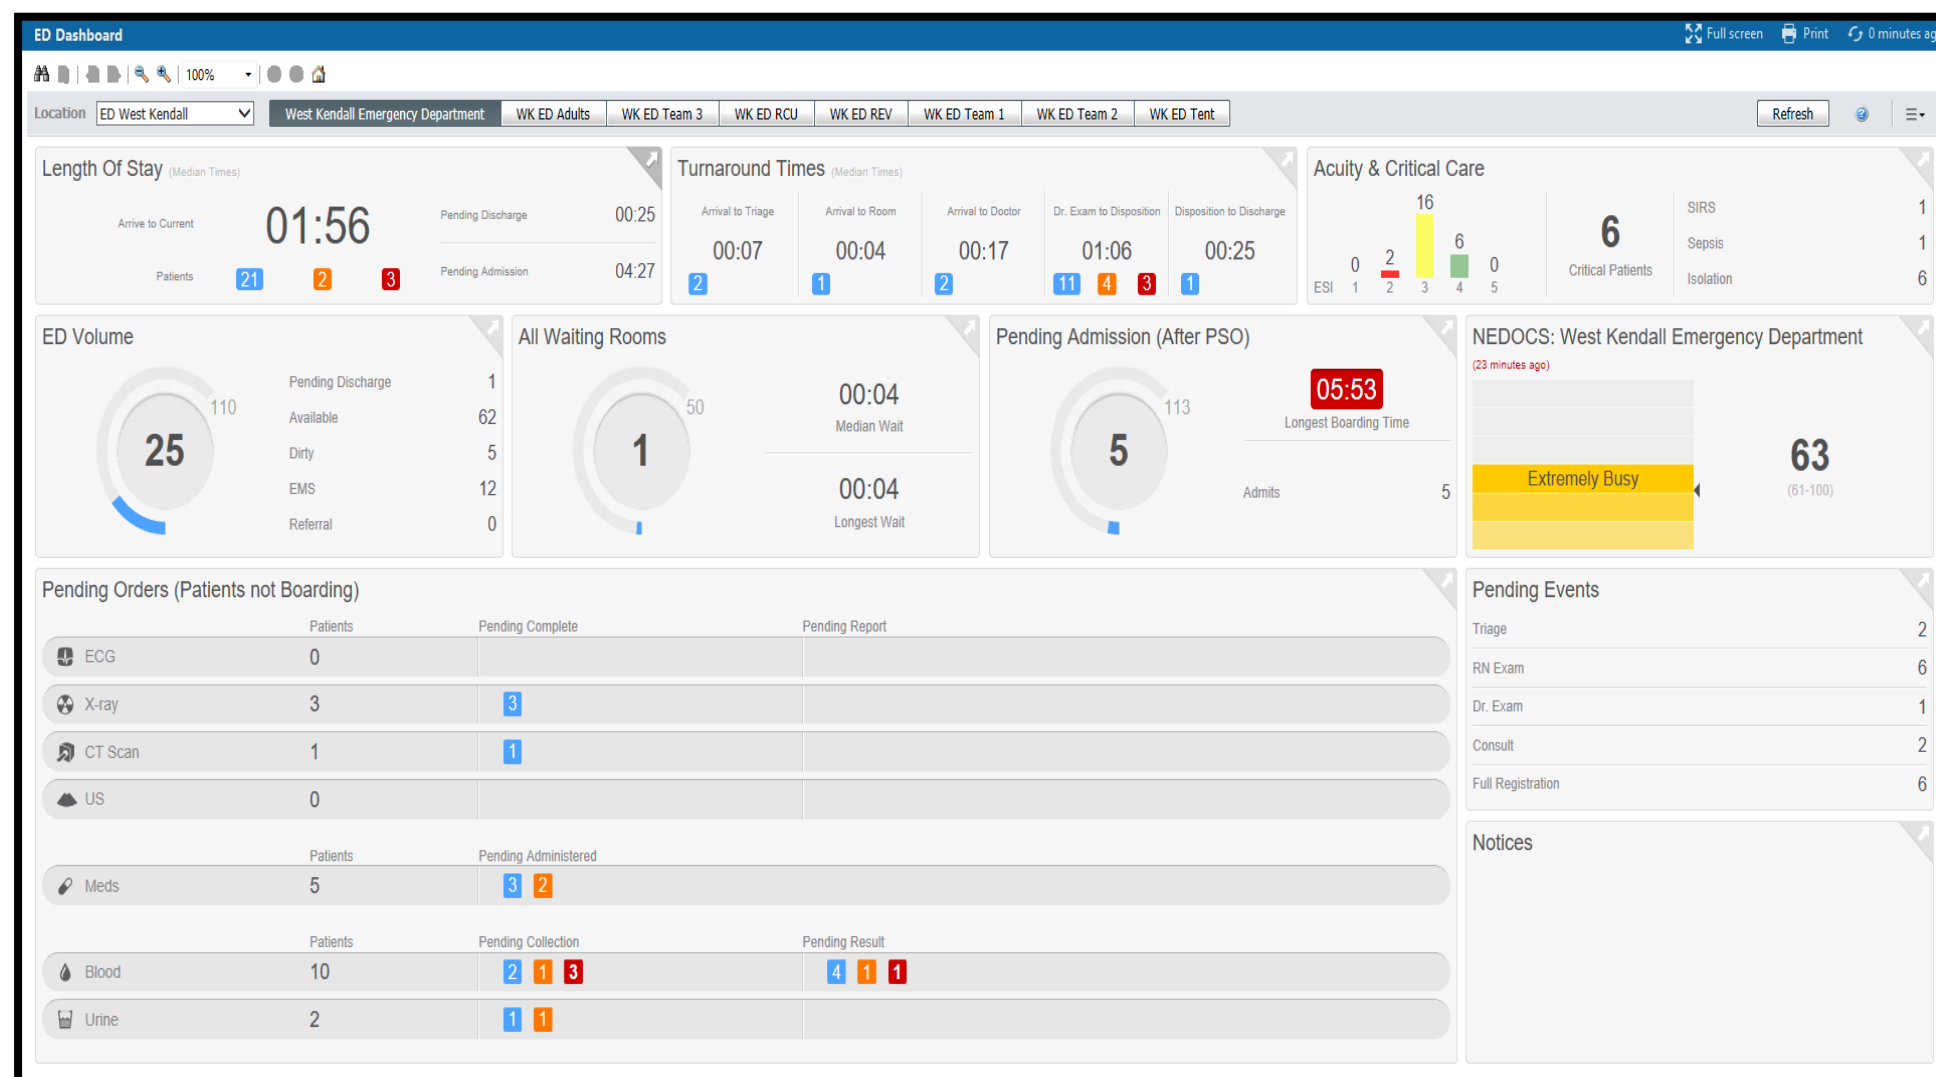 ED Dashboard
Full screen Print 0 minutes ag
100%
Location ED West Kendall West Kendall Emergency Department WK ED Adults WK ED Team 3 WK ED RCU WK ED REV WK ED Team 1 WK ED Team 2 WK ED Tent Refresh
Length Of Stay (Median Times)
Arrive to Current 01:56
Patients 21 2 3
Pending Discharge 00:25
Pending Admission 04:27
Turnaround Times (Median Times)
Arrival to Triage Arrival to Room Arrival to Doctor Dr. Exam to Disposition Disposition to Discharge
00:07 00:04 00:17 01:06 00:25
2 1 2 11 4 3 1
Acuity & Critical Care
0 2 16 6 0
ESI 1 2 3 4 5
6
Critical Patients
SIRS 1
Sepsis 1
Isolation 6
ED Volume
25 110
Pending Discharge 1
Available 62
Dirty 5
EMS 12
Referral 0
All Waiting Rooms
1 50
00:04
Median Wait
00:04
Longest Wait
Pending Admission (After PSO)
5 113
05:53
Longest Boarding Time
Admits 5
NEDOCS: West Kendall Emergency Department
(23 minutes ago)
Extremely Busy
63
(61-100)
Pending Orders (Patients not Boarding)
Patients Pending Complete Pending Report
ECG 0
X-ray 3 3
CT Scan 1 1
US 0
Patients Pending Administered
Meds 5 3 2
Patients Pending Collection Pending Result
Blood 10 2 1 3 4 1 1
Urine 2 1 1
Pending Events
Triage 2
RN Exam 6
Dr. Exam 1
Consult 2
Full Registration 6
Notices